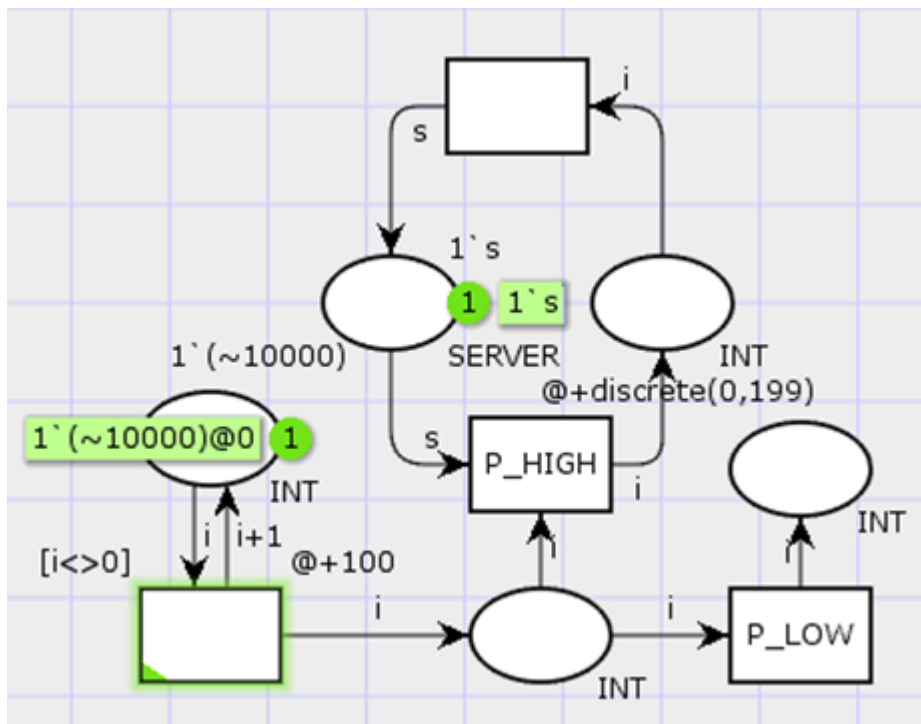 i
s
1`s
1
1`s
1`(~10000)
SERVER
INT
@+discrete(0,199)
1`(~10000)@0
1
s
P_HIGH
i
INT
INT
i
i+1
[i<>0]
@+100
i
i
i
i
P_LOW
INT